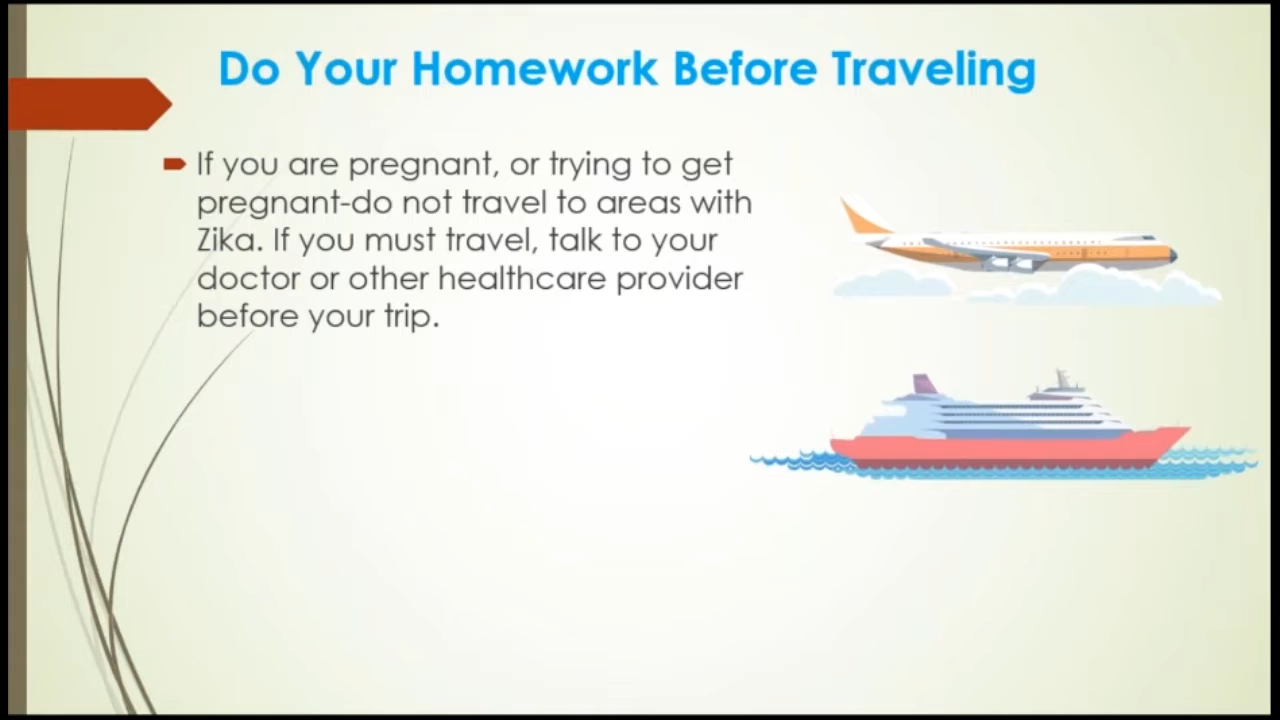 Do Your Homework Before Traveling
If you are pregnant, or trying to get
pregnant-do not travel to areas with
Zika. If you must travel, talk to your
doctor or other healthcare provider
before your trip.